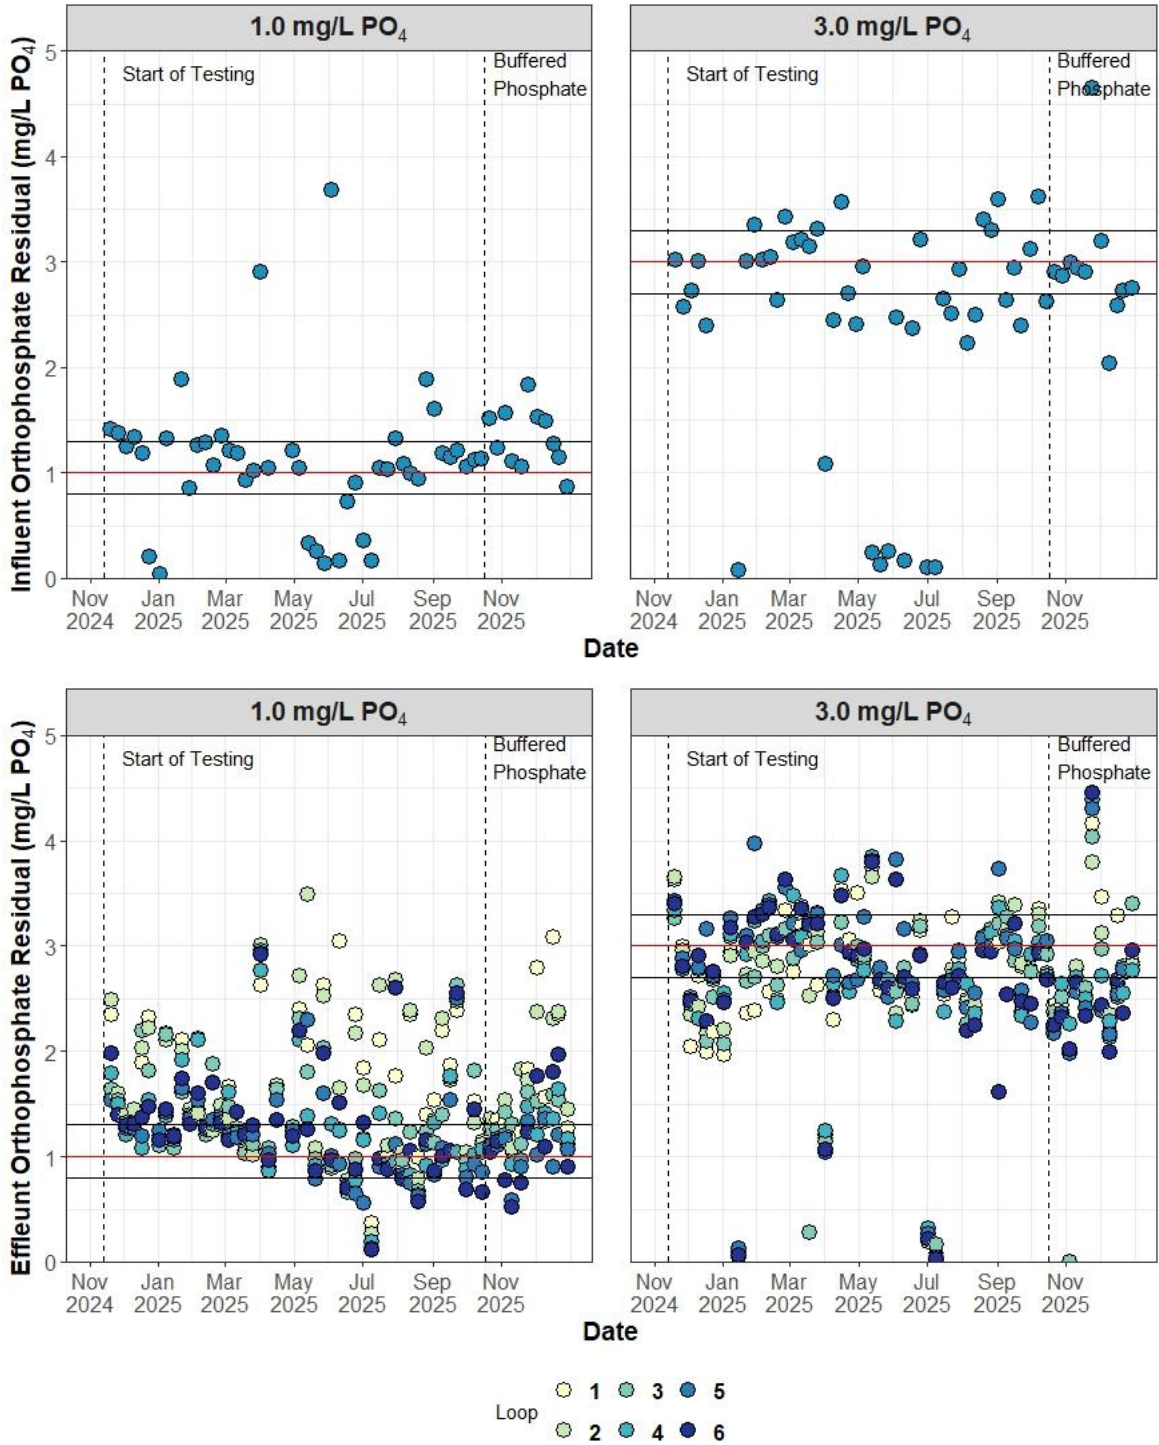 1.0 mg/L PO₄
3.0 mg/L PO₄
Influent Orthophosphate Residual (mg/L PO₄)
5
4
3
2
1
0
Start of Testing
Buffered
Phosphate
Start of Testing
Buffered
Phosphate
Nov Jan Mar May Jul Sep Nov
2024 2025 2025 2025 2025 2025 2025
Nov Jan Mar May Jul Sep Nov
2024 2025 2025 2025 2025 2025 2025
Date
1.0 mg/L PO₄
3.0 mg/L PO₄
Effleunt Orthophosphate Residual (mg/L PO₄)
5
4
3
2
1
0
Start of Testing
Buffered
Phosphate
Start of Testing
Buffered
Phosphate
Nov Jan Mar May Jul Sep Nov
2024 2025 2025 2025 2025 2025 2025
Nov Jan Mar May Jul Sep Nov
2024 2025 2025 2025 2025 2025 2025
Date
Loop
1 3 5
2 4 6